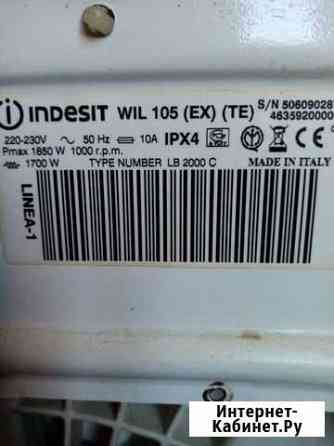 indesit WIL 105 (EX) (TE) S/N 50609028
4635920000
220-230V 50 Hz 10A IPX4
Pmax 1850 W 1000 r.p.m.
1700 W TYPE NUMBER LB 2000 C MADE IN ITALY
LINEA-1
Интернет-
Кабинет.Ру